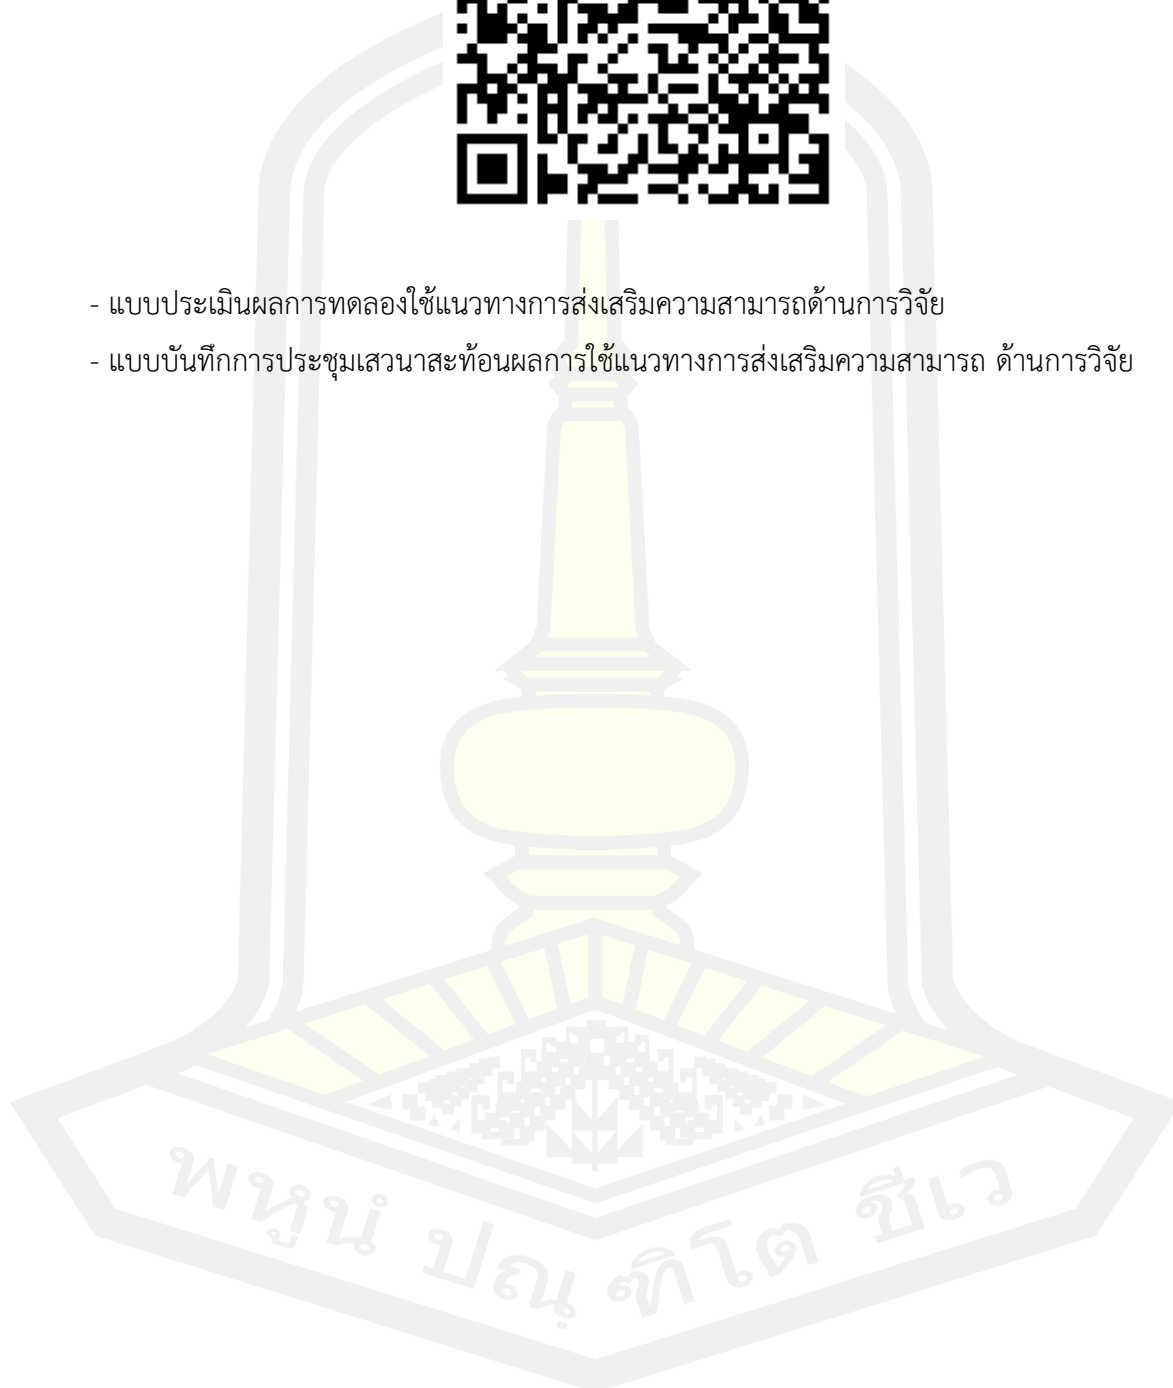 - แบบประเมินผลการทดลองใช้แนวทางการส่งเสริมความสามารถด้านการวิจัย
- แบบบันทึกการประชุมเสวนาสะท้อนผลการใช้แนวทางการส่งเสริมความสามารถ ด้านการวิจัย
พหูนํ ปณฺฑิโต ชีเว